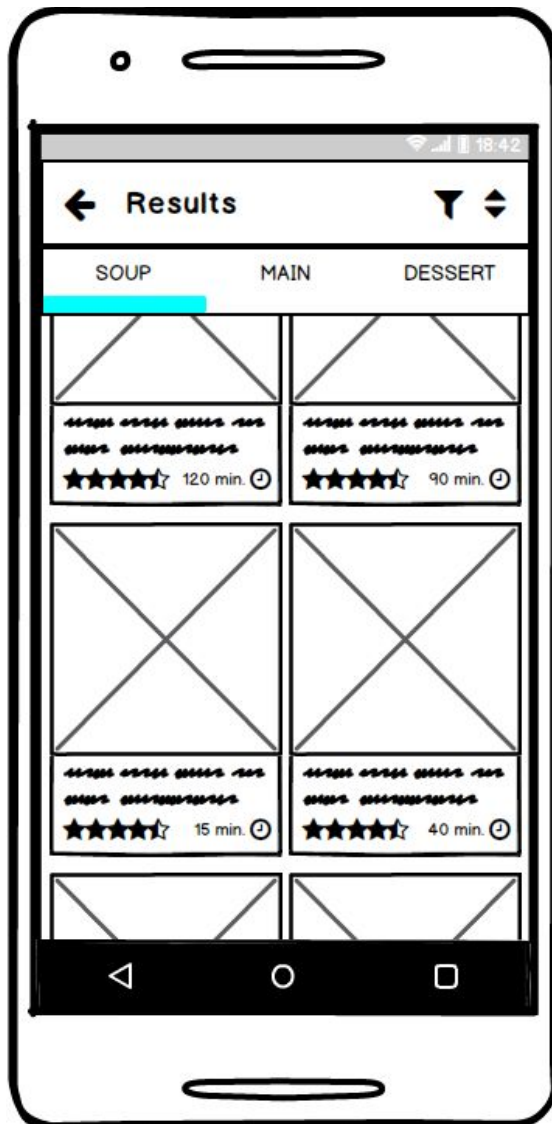 18:42
Results
SOUP MAIN DESSERT
120 min. 90 min.
15 min. 40 min.